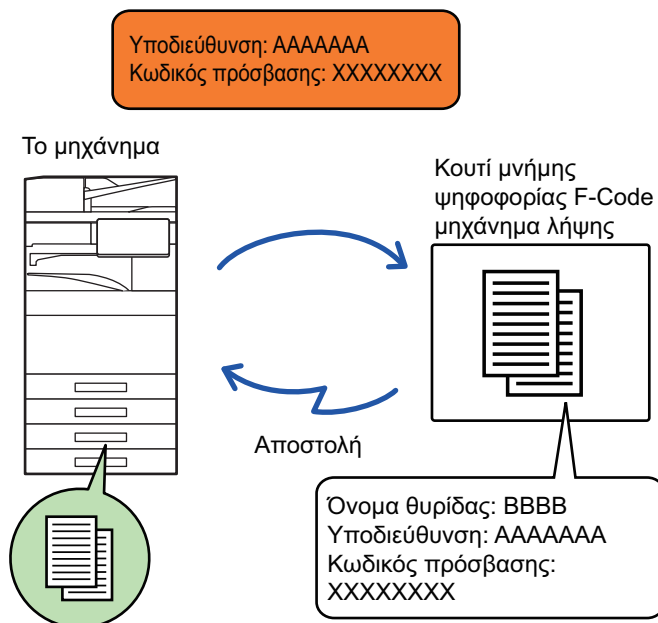 Υποδιεύθυνση: AAAAAAA
Κωδικός πρόσβασης: XXXXXXXX
Το μηχάνημα
Κουτί μνήμης
ψηφοφορίας F-Code
μηχάνημα λήψης
Αποστολή
Όνομα θυρίδας: BBBB
Υποδιεύθυνση: AAAAAAA
Κωδικός πρόσβασης:
XXXXXXXX